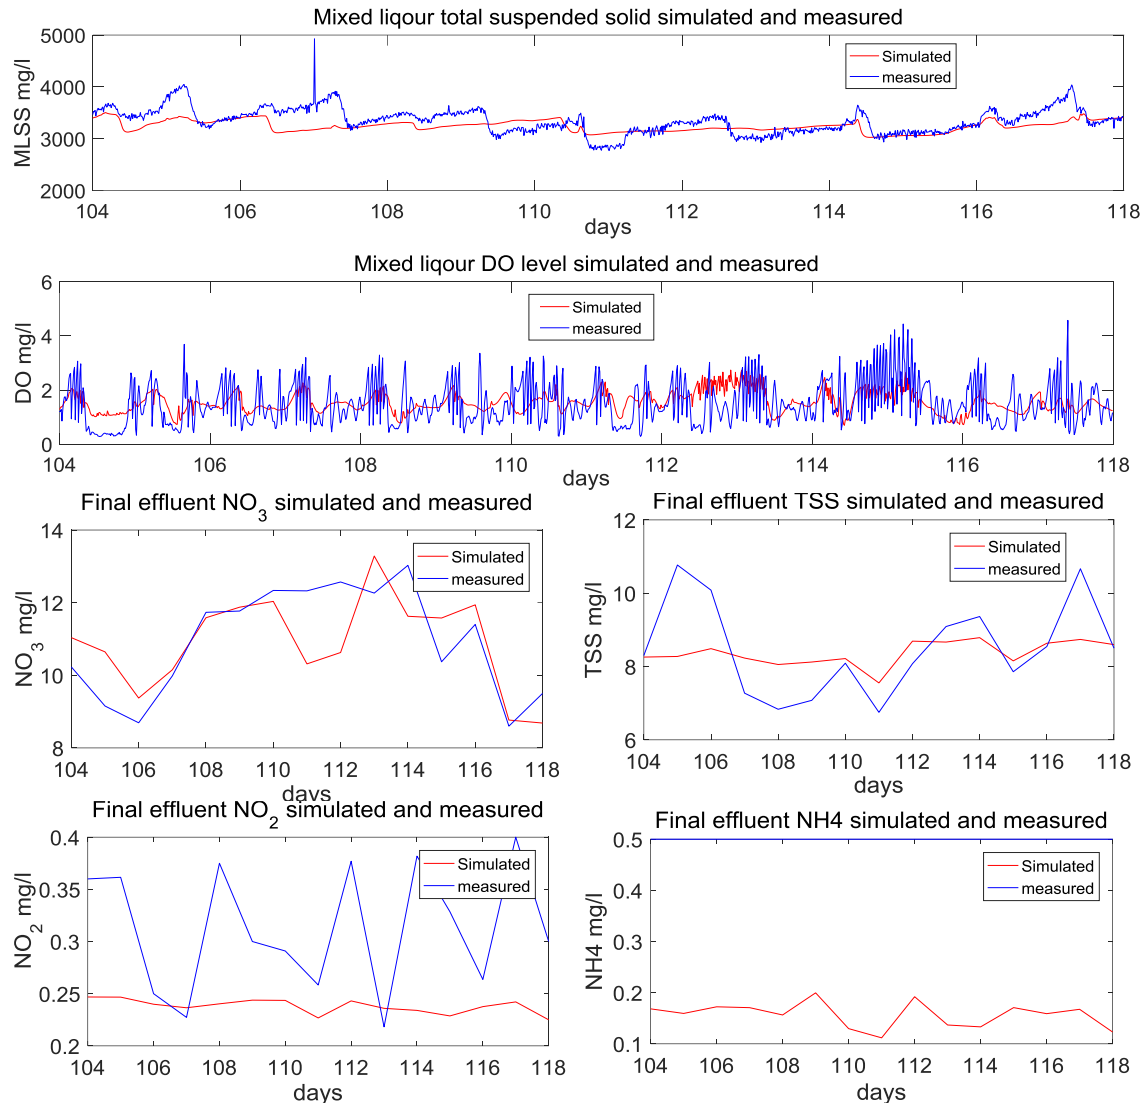 Mixed liqour total suspended solid simulated and measured
5000
4000
3000
2000
MLSS mg/l
Simulated
measured
104 106 108 110 112 114 116 118
days
Mixed liqour DO level simulated and measured
6
4
2
0
DO mg/l
Simulated
measured
104 106 108 110 112 114 116 118
days
Final effluent NO3 simulated and measured
14
12
10
8
NO3 mg/l
Simulated
measured
104 106 108 110 112 114 116 118
days
Final effluent TSS simulated and measured
12
10
8
6
TSS mg/l
Simulated
measured
104 106 108 110 112 114 116 118
days
Final effluent NO2 simulated and measured
0.4
0.35
0.3
0.25
0.2
NO2 mg/l
Simulated
measured
104 106 108 110 112 114 116 118
days
Final effluent NH4 simulated and measured
0.5
0.4
0.3
0.2
0.1
NH4 mg/l
Simulated
measured
104 106 108 110 112 114 116 118
days